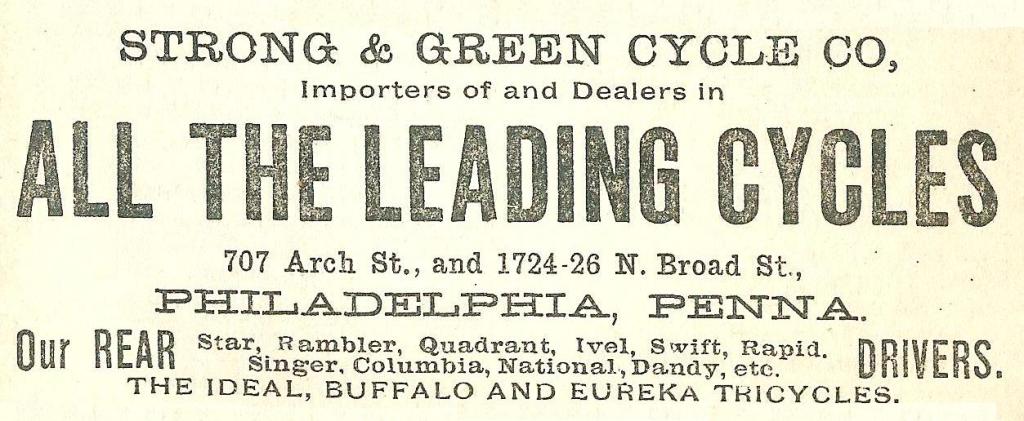 STRONG & GREEN CYCLE CO,
Importers of and Dealers in
ALL THE LEADING CYCLES
707 Arch St., and 1724-26 N. Broad St.,
PHILADELPHIA, PENNA.
Our REAR Star, Rambler, Quadrant, Ivel, Swift, Rapid. DRIVERS.
Singer. Columbia, National, Dandy, etc.
THE IDEAL, BUFFALO AND EUREKA TRICYCLES.